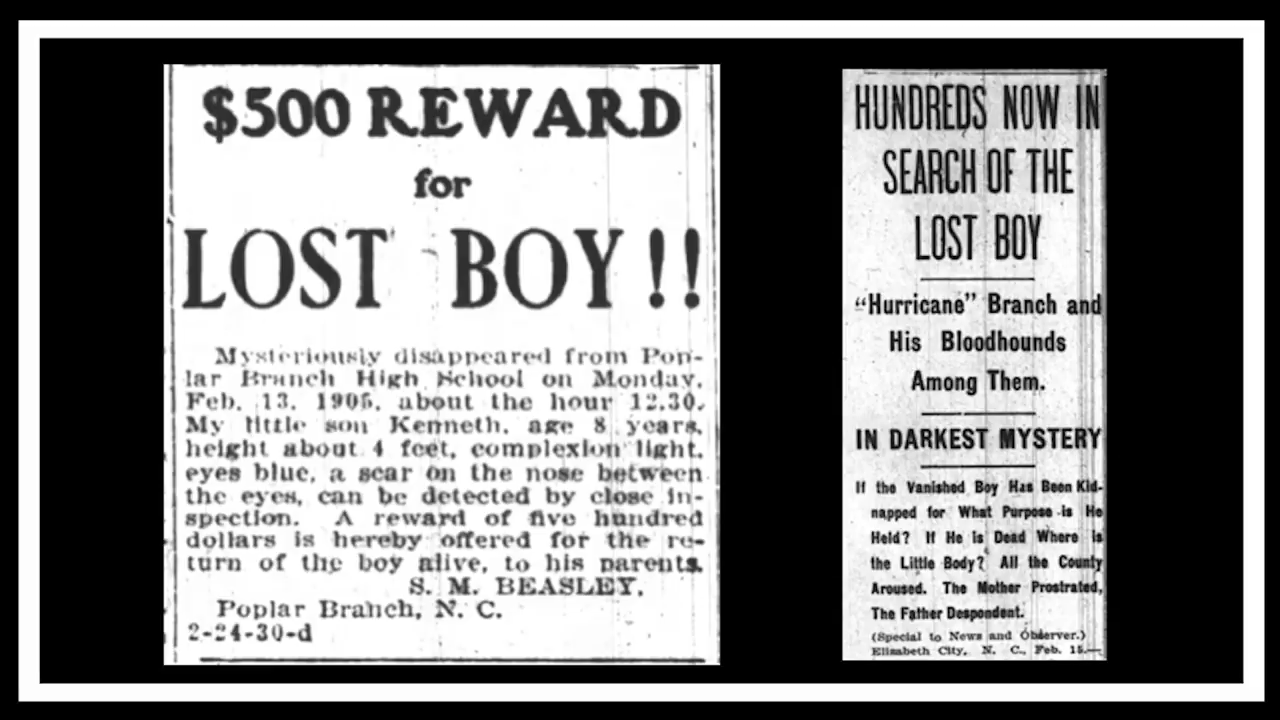 $500 REWARD
for
LOST BOY!!
Mysteriously disappeared from Pop-
lar Branch High School on Monday,
Feb. 13, 1905, about the hour 12.30.
My little son Kenneth, age 8 years,
height about 4 feet, complexion light,
eyes blue, a scar on the nose between
the eyes, can be detected by close in-
spection. A reward of five hundred
dollars is hereby offered for the re-
turn of the boy alive, to his parents.
S. M. BEASLEY,
Poplar Branch, N. C.
2-24-30-d
HUNDREDS NOW IN
SEARCH OF THE
LOST BOY
“Hurricane” Branch and
His Bloodhounds
Among Them.
IN DARKEST MYSTERY
If the Vanished Boy Has Been Kid-
napped for What Purpose is He
Held? If He is Dead Where is
the Little Body? All the County
Aroused. The Mother Prostrated,
The Father Despondent.
(Special to News and Observer.)
Elizabeth City, N. C., Feb. 15.—